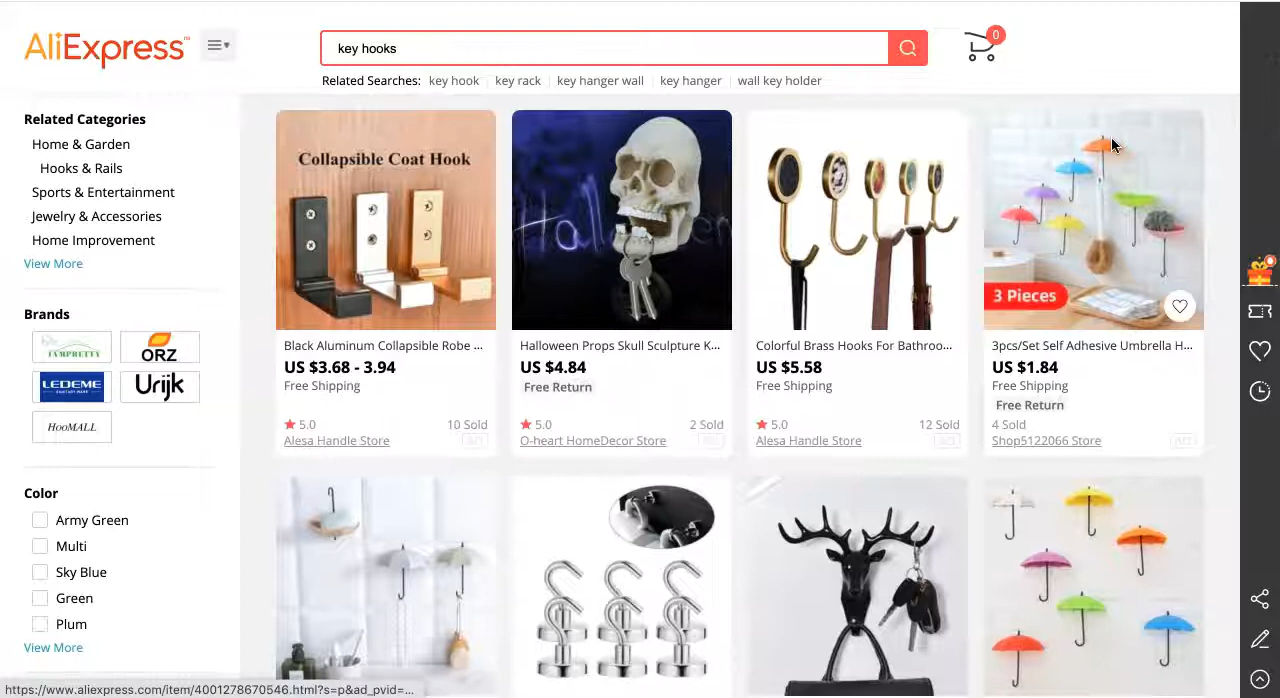 AliExpress™
key hooks
0
Related Searches: key hook key rack key hanger wall key hanger wall key holder
Related Categories
Home & Garden
Hooks & Rails
Sports & Entertainment
Jewelry & Accessories
Home Improvement
View More
Brands
ORZ
LEDEME
Urijk
HOOMALL
Color
Army Green
Multi
Sky Blue
Green
Plum
View More
Collapsible Coat Hook
Black Aluminum Collapsible Robe ...
US $3.68 - 3.94
Free Shipping
5.0 10 Sold
Alesa Handle Store
Halloween Props Skull Sculpture K...
US $4.84
Free Return
5.0 2 Sold
O-heart HomeDecor Store
Colorful Brass Hooks For Bathroo...
US $5.58
Free Shipping
5.0 12 Sold
Alesa Handle Store
3 Pieces
3pcs/Set Self Adhesive Umbrella H...
US $1.84
Free Shipping
Free Return
4 Sold
Shop5122066 Store
https://www.aliexpress.com/item/4001278670546.html?s=p&ad_pvid=...